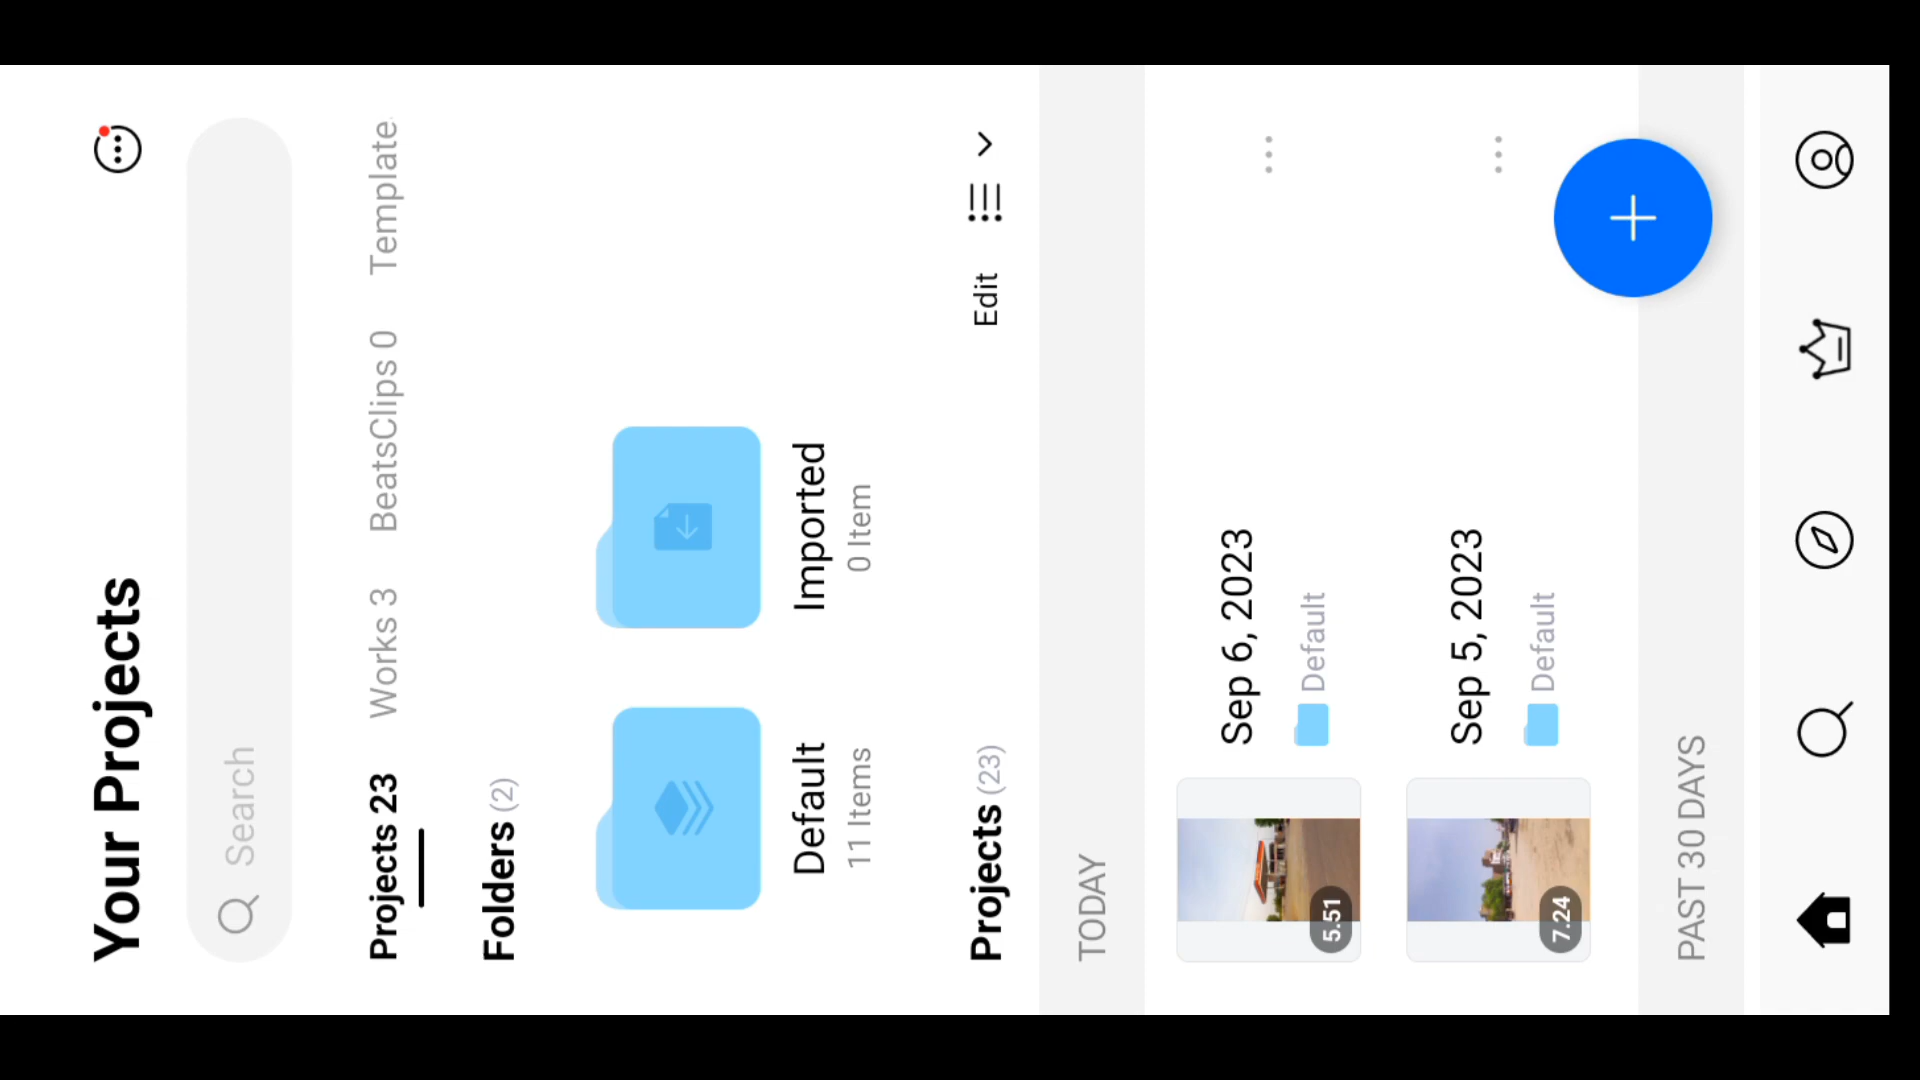 Your Projects
Search
Projects 23 Works 3 BeatsClips 0 Template
Folders (2)
Default Imported
11 Items 0 Item
Projects (23) Edit
TODAY
Sep 6, 2023
Default
5.51
Sep 5, 2023
Default
7.24
PAST 30 DAYS